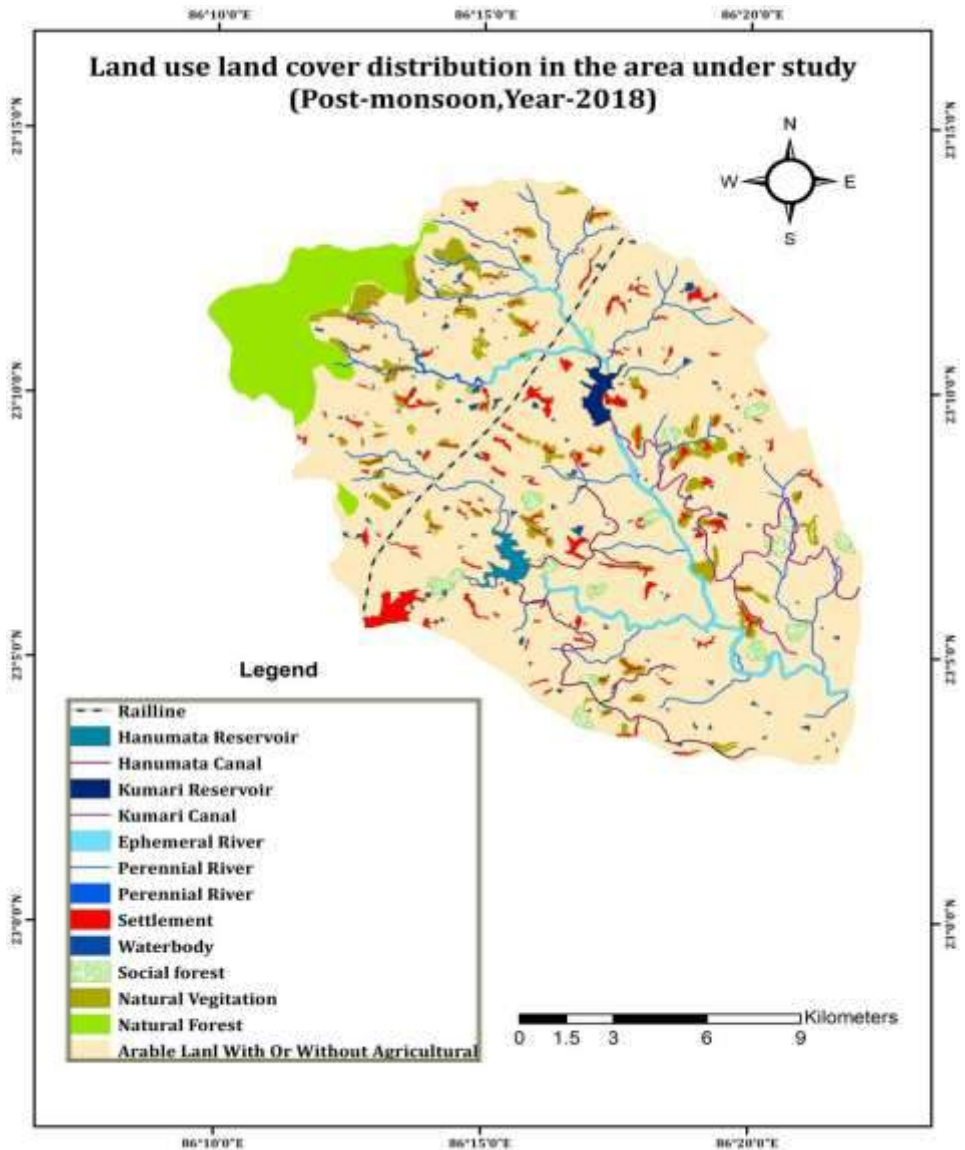 86°10'0"E 86°15'0"E 86°20'0"E
Land use land cover distribution in the area under study
(Post-monsoon,Year-2018)
23°15'0"N 23°15'0"N
N
W E
S
23°10'0"N 23°10'0"N
23°5'0"N 23°5'0"N
Legend
Railline
Hanumata Reservoir
Hanumata Canal
Kumari Reservoir
Kumari Canal
Ephemeral River
Perennial River
Perennial River
Settlement
Waterbody
Social forest
Natural Vegitation
Natural Forest
Arable Lanl With Or Without Agricultural
23°0'0"N 23°0'0"N
Kilometers
0 1.5 3 6 9
86°10'0"E 86°15'0"E 86°20'0"E